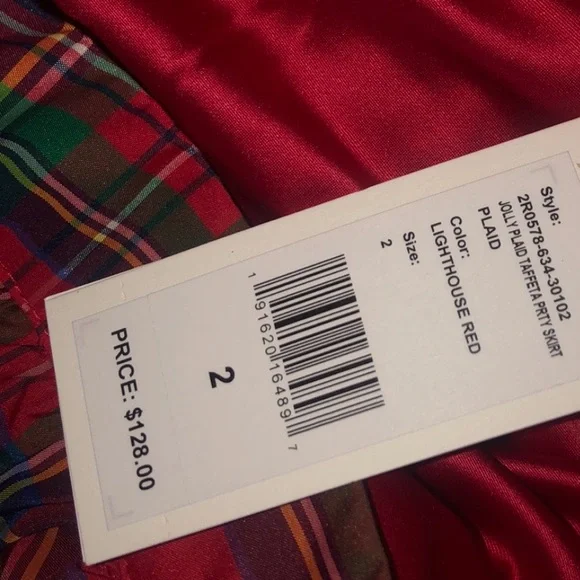 Style:
2R0578-634-30102
JOLLY PLAID TAFFETA PRTY SKIRT
PLAID
Color:
LIGHTHOUSE RED
Size:
2
1 91620 16489 7
2
PRICE: $128.00